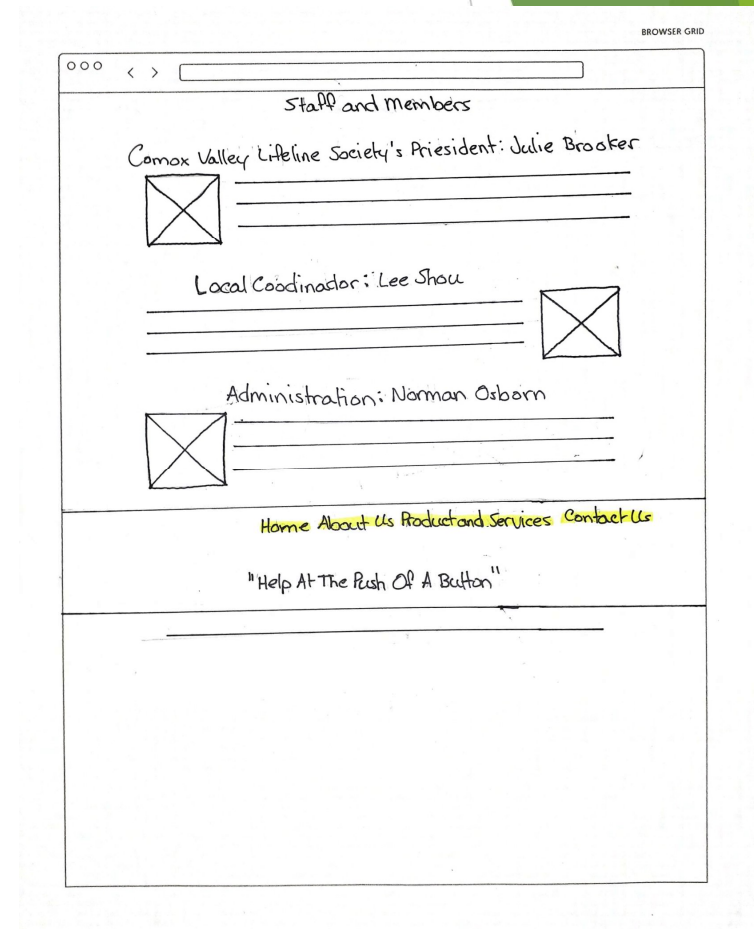 BROWSER GRID
Staff and members
Comox Valley Lifeline Society's Priesident: Julie Brooker
Local Coodinador: Lee Shou
Administration: Norman Osborn
Home About Us Product and Services Contact Us
"Help At The Push Of A Button"